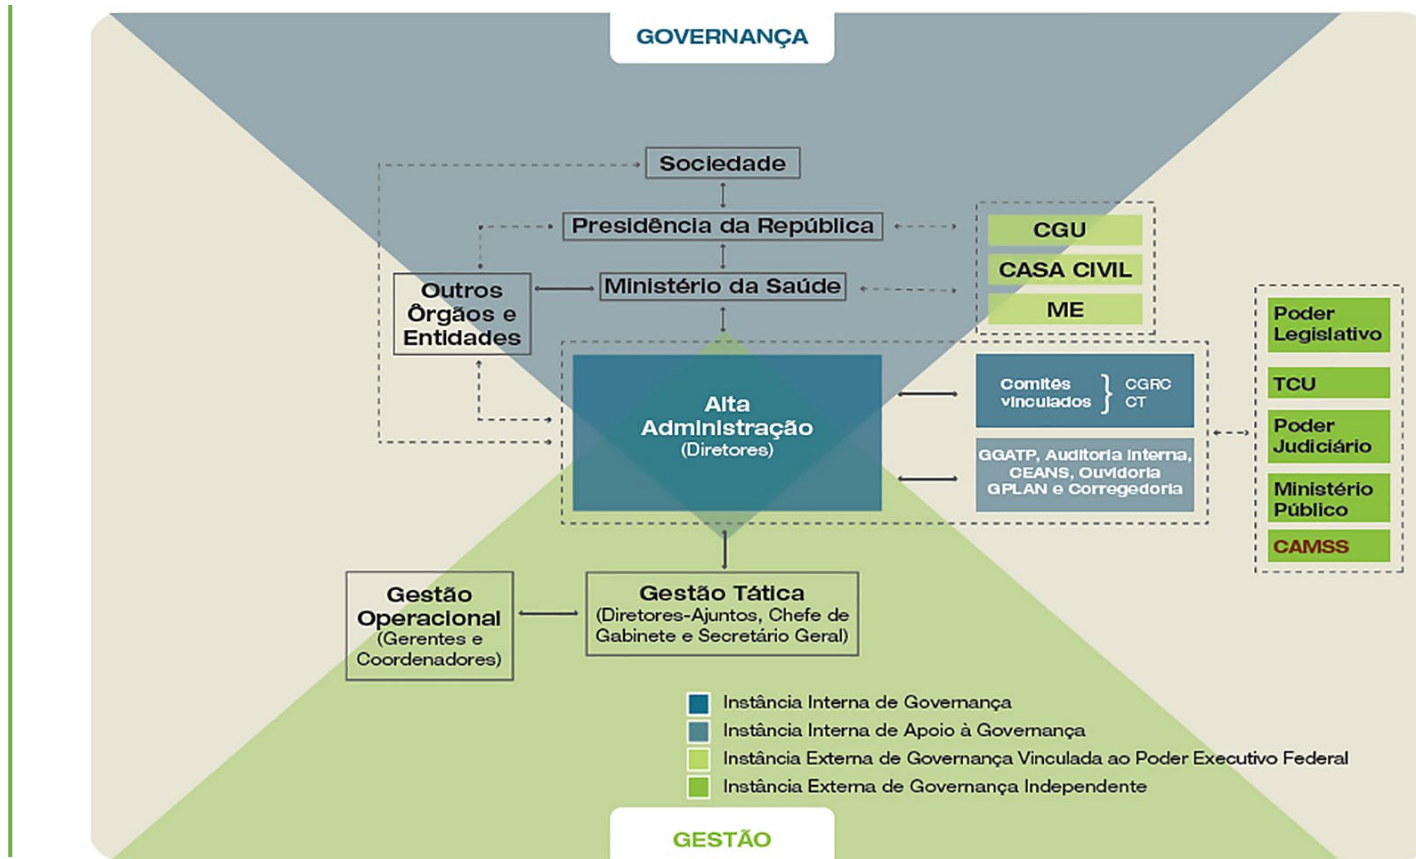 GOVERNANÇA
Sociedade
Presidência da República
Ministério da Saúde
Outros
Ôrgãos e
Entidades
CGU
CASA CIVIL
ME
Poder
Legislativo
TCU
Poder
Judiciário
Ministério
Público
CAMSS
Alta
Administração
(Diretores)
Comitês
vinculados } CGRC
CT
GGATP, Auditoria Interna,
CEANS, Ouvidoria
GPLAN e Corregedoria
Gestão
Operacional
(Gerentes e
Coordenadores)
Gestão Tática
(Diretores-Ajuntos, Chefe de
Gabinete e Secretário Geral)
Instância Interna de Governança
Instância Interna de Apoio à Governança
Instância Externa de Governança Vinculada ao Poder Executivo Federal
Instância Externa de Governança Independente
GESTÃO